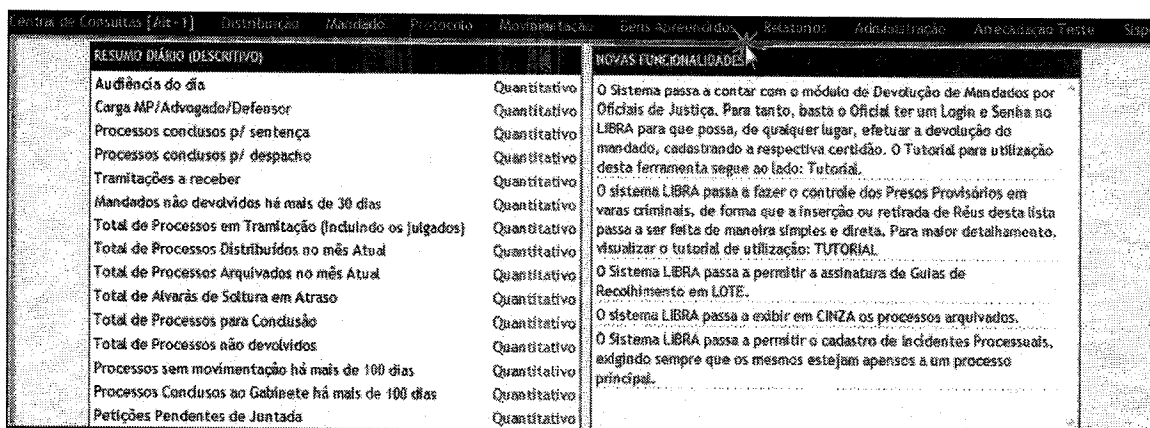 Central de Consultas [Alt-1] Distribuição Mandado Protocolo Movimentação Bens Apreendidos Relatórios Administração Arrecadação Teste
RESUMO DIÁRIO (DESCRITIVO)
Audiência do dia Quantitativo
Carga MP/Advogado/Defensor Quantitativo
Processos conclusos p/ sentença Quantitativo
Processos conclusos p/ despacho Quantitativo
Tramitações a receber Quantitativo
Mandados não devolvidos há mais de 30 dias Quantitativo
Total de Processos em Tramitação (incluindo os julgados) Quantitativo
Total de Processos Distribuídos no mês Atual Quantitativo
Total de Processos Arquivados no mês Atual Quantitativo
Total de Alvarás de Soltura em Atraso Quantitativo
Total de Processos para Conclusão Quantitativo
Total de Processos não devolvidos Quantitativo
Processos sem movimentação há mais de 100 dias Quantitativo
Processos Conclusos ao Gabinete há mais de 100 dias Quantitativo
Petições Pendentes de Juntada Quantitativo
NOVAS FUNCIONALIDADES
O Sistema passa a contar com o módulo de Devolução de Mandados por
Oficiais de Justiça. Para tanto, basta o Oficial ter um Login e Senha no
LIBRA para que possa, de qualquer lugar, efetuar a devolução do
mandado, cadastrando a respectiva certidão. O Tutorial para utilização
desta ferramenta segue ao lado: Tutorial.
O sistema LIBRA passa a fazer o controle dos Presos Provisórios em
varas criminais, de forma que a inserção ou retirada de Réus desta lista
passa a ser feita de maneira simples e direta. Para maior detalhamento,
visualizar o tutorial de utilização: TUTORIAL
O Sistema LIBRA passa a permitir a assinatura de Guias de
Recolhimento em LOTE.
O sistema LIBRA passa a exibir em CINZA os processos arquivados.
O Sistema LIBRA passa a permitir o cadastro de Incidentes Processuais,
exigindo sempre que os mesmos estejam apensos a um processo
principal.